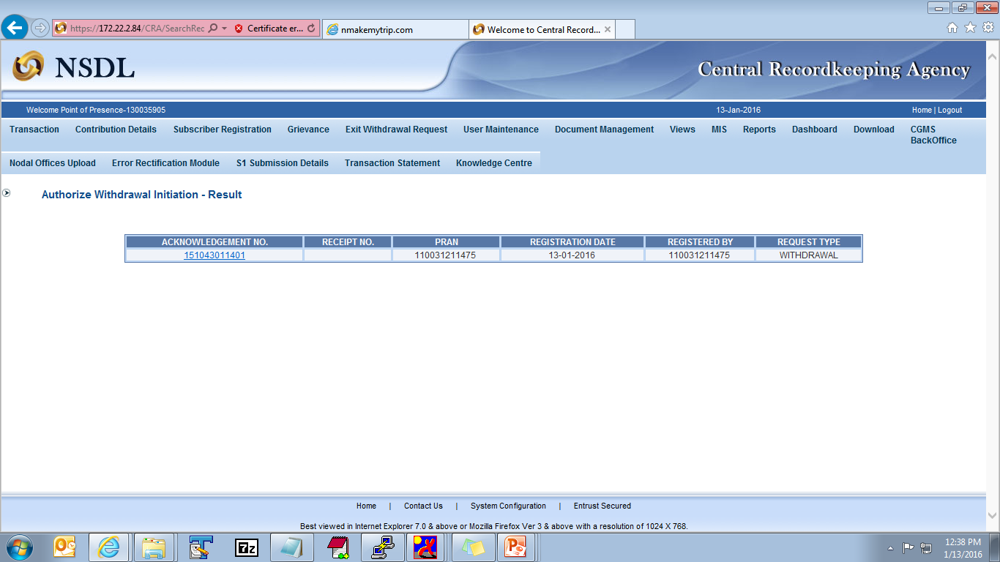 https://172.22.2.84/CRA/SearchRec
Certificate er...
nmakemytrip.com
Welcome to Central Record...
NSDL
Central Recordkeeping Agency
Welcome Point of Presence-130035905 13-Jan-2016 Home | Logout
Transaction Contribution Details Subscriber Registration Grievance Exit Withdrawal Request User Maintenance Document Management Views MIS Reports Dashboard Download CGMS BackOffice
Nodal Offices Upload Error Rectification Module S1 Submission Details Transaction Statement Knowledge Centre
Authorize Withdrawal Initiation - Result
ACKNOWLEDGEMENT NO. RECEIPT NO. PRAN REGISTRATION DATE REGISTERED BY REQUEST TYPE
151043011401 110031211475 13-01-2016 110031211475 WITHDRAWAL
Home | Contact Us | System Configuration | Entrust Secured
Best viewed in Internet Explorer 7.0 & above or Mozilla Firefox Ver 3 & above with a resolution of 1024 X 768.
7z
12:38 PM
1/13/2016